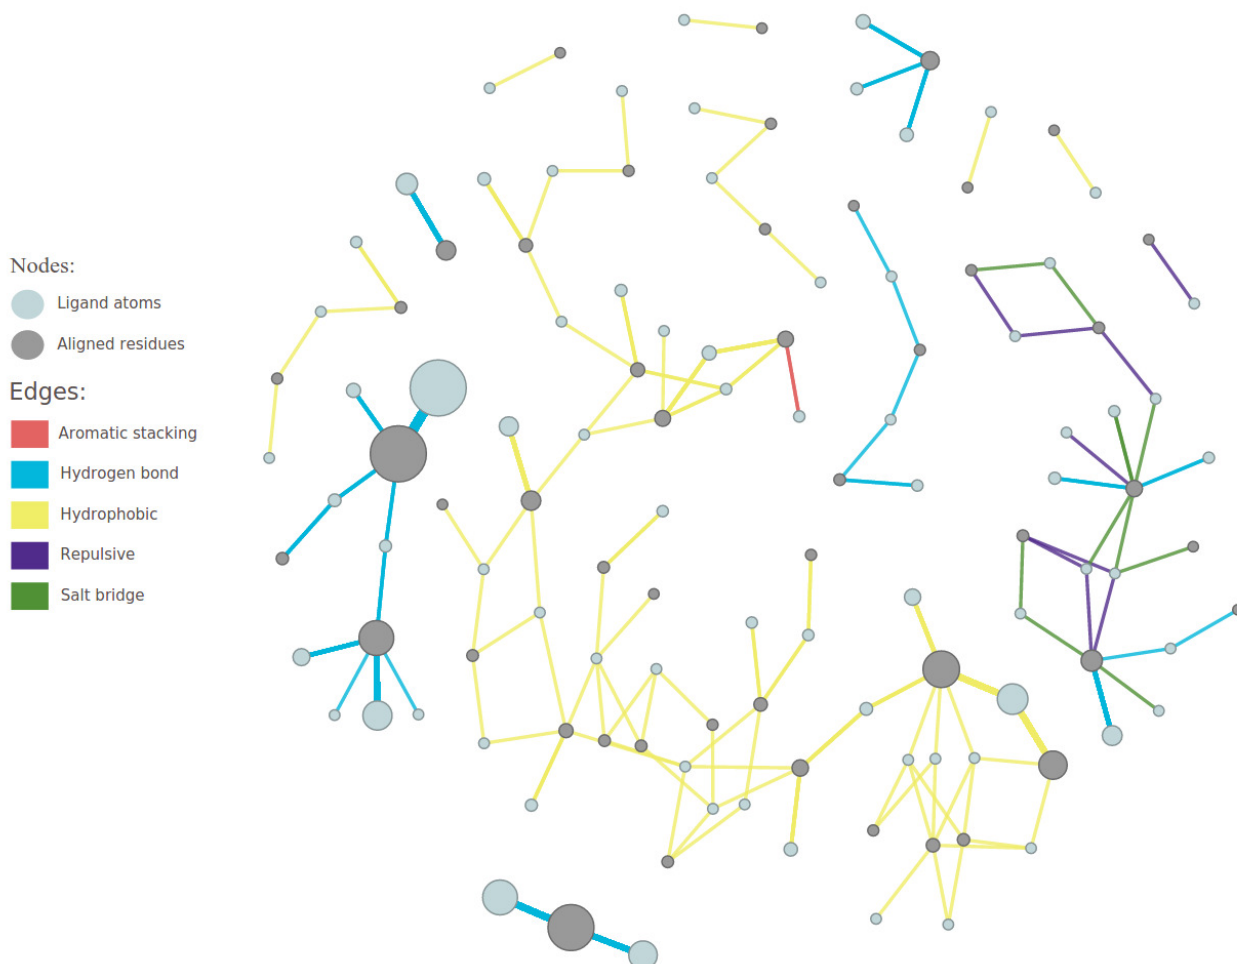 Nodes:
Ligand atoms
Aligned residues
Edges:
Aromatic stacking
Hydrogen bond
Hydrophobic
Repulsive
Salt bridge